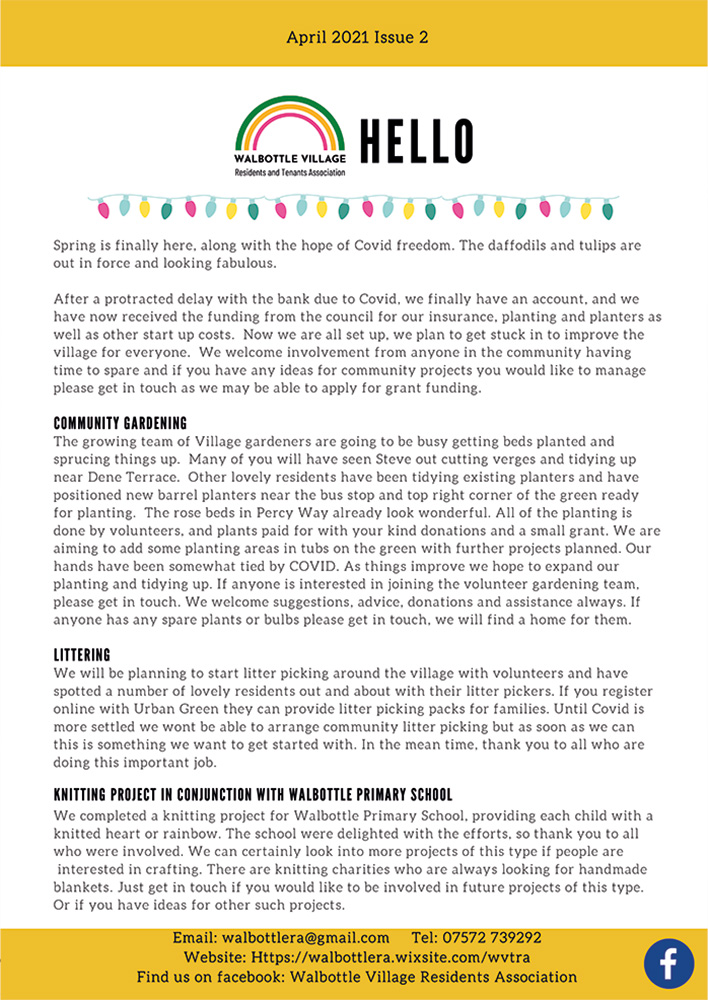 April 2021 Issue 2
WALBOTTLE VILLAGE
Residents and Tenants Association
HELLO
Spring is finally here, along with the hope of Covid freedom. The daffodils and tulips are
out in force and looking fabulous.
After a protracted delay with the bank due to Covid, we finally have an account, and we
have now received the funding from the council for our insurance, planting and planters as
well as other start up costs.  Now we are all set up, we plan to get stuck in to improve the
village for everyone.  We welcome involvement from anyone in the community having
time to spare and if you have any ideas for community projects you would like to manage
please get in touch as we may be able to apply for grant funding.
COMMUNITY GARDENING
The growing team of Village gardeners are going to be busy getting beds planted and
sprucing things up.  Many of you will have seen Steve out cutting verges and tidying up
near Dene Terrace.  Other lovely residents have been tidying existing planters and have
positioned new barrel planters near the bus stop and top right corner of the green ready
for planting.  The rose beds in Percy Way already look wonderful. All of the planting is
done by volunteers, and plants paid for with your kind donations and a small grant. We are
aiming to add some planting areas in tubs on the green with further projects planned. Our
hands have been somewhat tied by COVID. As things improve we hope to expand our
planting and tidying up. If anyone is interested in joining the volunteer gardening team,
please get in touch. We welcome suggestions, advice, donations and assistance always. If
anyone has any spare plants or bulbs please get in touch, we will find a home for them.
LITTERING
We will be planning to start litter picking around the village with volunteers and have
spotted a number of lovely residents out and about with their litter pickers. If you register
online with Urban Green they can provide litter picking packs for families. Until Covid is
more settled we wont be able to arrange community litter picking but as soon as we can
this is something we want to get started with. In the mean time, thank you to all who are
doing this important job.
KNITTING PROJECT IN CONJUNCTION WITH WALBOTTLE PRIMARY SCHOOL
We completed a knitting project for Walbottle Primary School, providing each child with a
knitted heart or rainbow. The school were delighted with the efforts, so thank you to all
who were involved. We can certainly look into more projects of this type if people are
interested in crafting. There are knitting charities who are always looking for handmade
blankets. Just get in touch if you would like to be involved in future projects of this type.
Or if you have ideas for other such projects.
Email: walbottlera@gmail.com     Tel: 07572 739292
Website: Https://walbottlera.wixsite.com/wvtra
Find us on facebook: Walbottle Village Residents Association